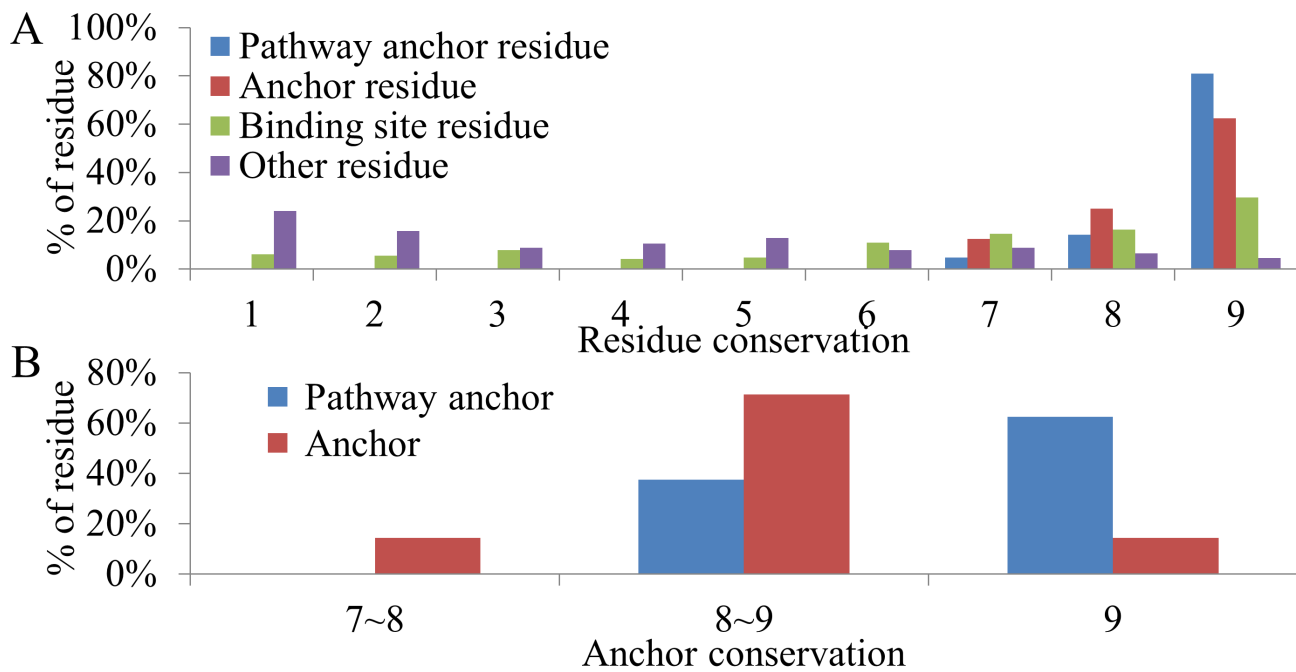 A
% of residue
100%
80%
60%
40%
20%
0%
Pathway anchor residue
Anchor residue
Binding site residue
Other residue
1 2 3 4 5 6 7 8 9
Residue conservation
B
% of residue
80%
60%
40%
20%
0%
Pathway anchor
Anchor
7~8 8~9 9
Anchor conservation